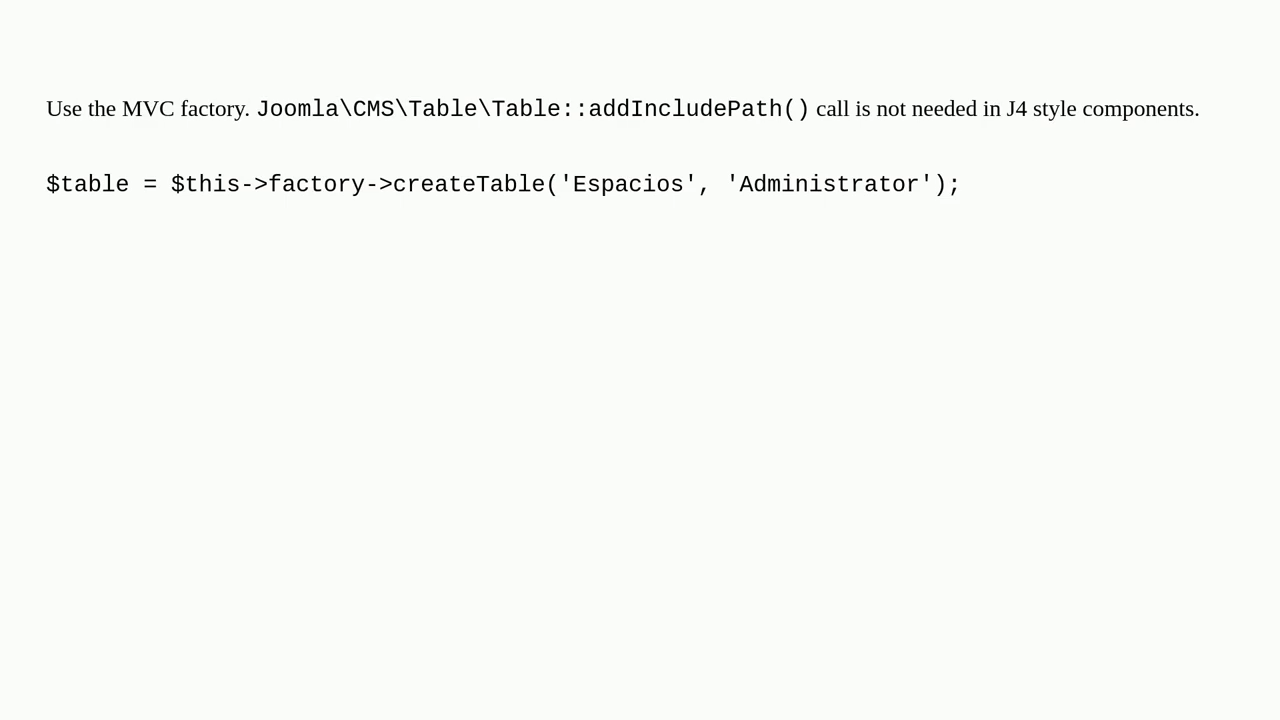 Use the MVC factory. Joomla\CMS\Table\Table::addIncludePath() call is not needed in J4 style components.
$table = $this->factory->createTable('Espacios', 'Administrator');